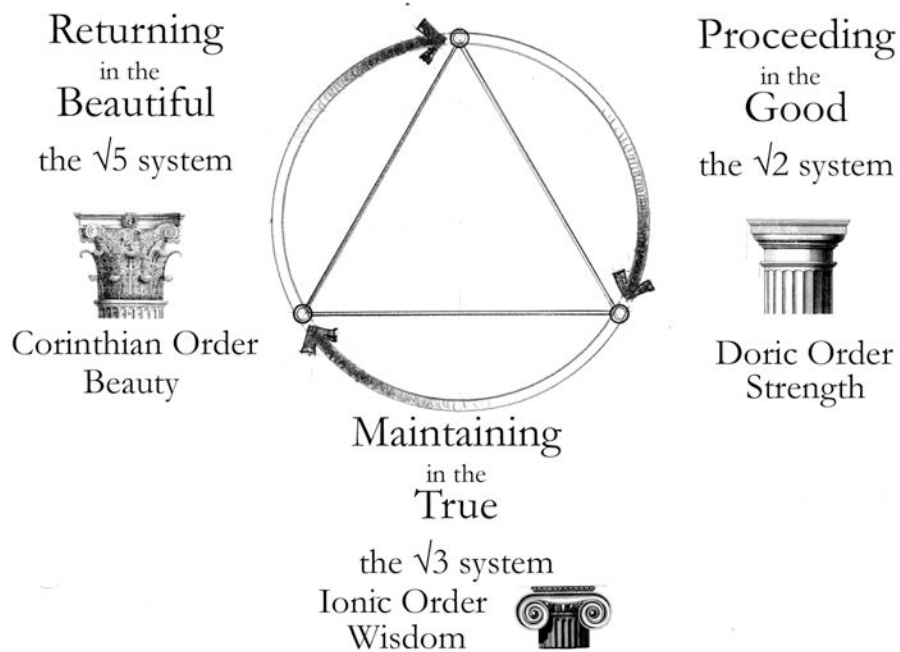 Returning
in the
Beautiful
the √5 system
Corinthian Order
Beauty
Proceeding
in the
Good
the √2 system
Doric Order
Strength
Maintaining
in the
True
the √3 system
Ionic Order
Wisdom